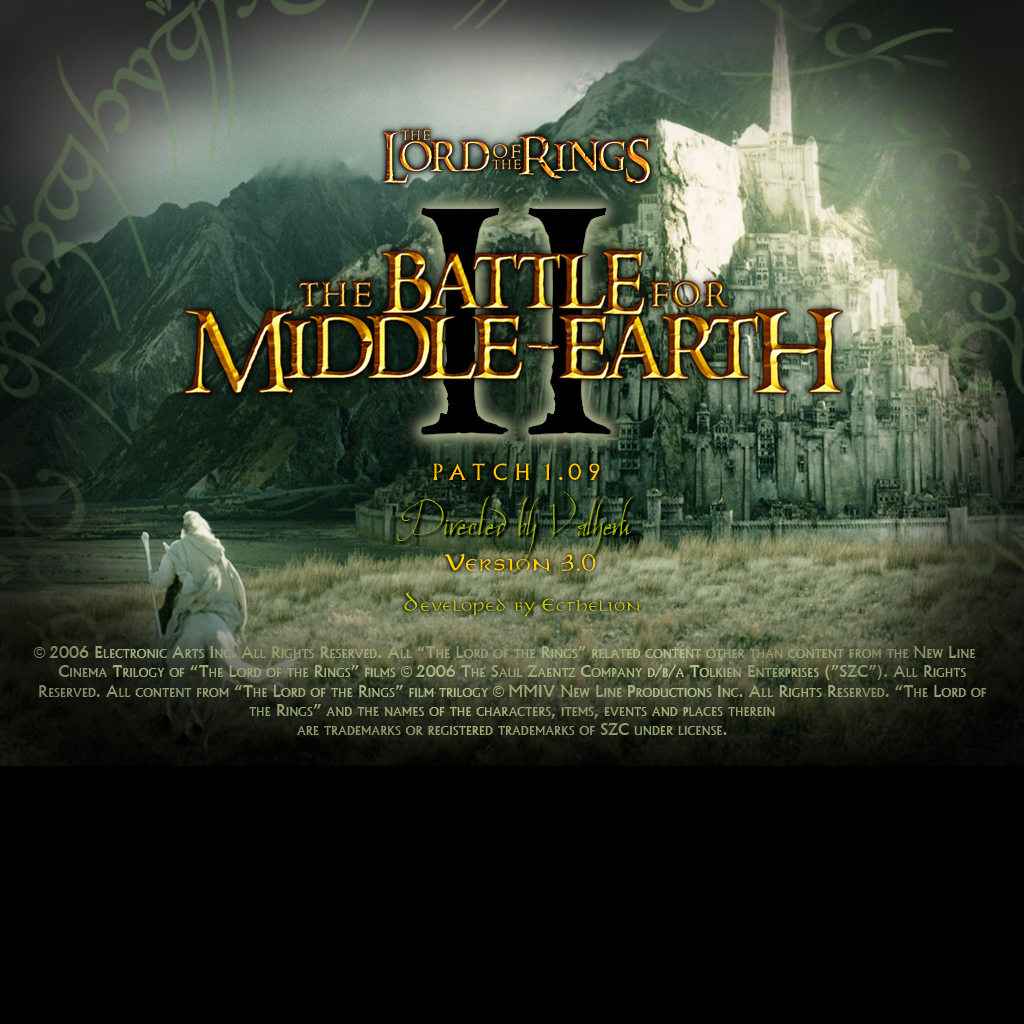 THE LORD OF THE RINGS
II
THE BATTLE FOR
MIDDLE-EARTH
PATCH 1.09
Directed by Valheru
Version 3.0
Developed by Ecthelion
© 2006 Electronic Arts Inc. All Rights Reserved. All “The Lord of the Rings” related content other than content from the New Line
Cinema Trilogy of “The Lord of the Rings” films © 2006 The Saul Zaentz Company d/b/a Tolkien Enterprises (”SZC”). All Rights
Reserved. All content from “The Lord of the Rings” film trilogy © MMIV New Line Productions Inc. All Rights Reserved. “The Lord of
the Rings” and the names of the characters, items, events and places therein
are trademarks or registered trademarks of SZC under license.